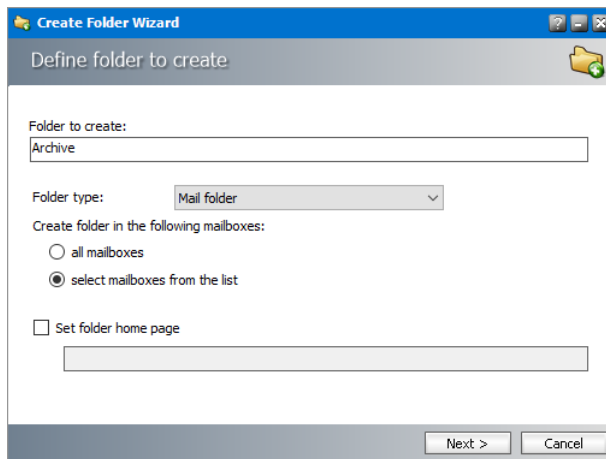 Create Folder Wizard
Define folder to create
Folder to create:
Archive
Folder type: Mail folder
Create folder in the following mailboxes:
all mailboxes
select mailboxes from the list
Set folder home page
Next > Cancel